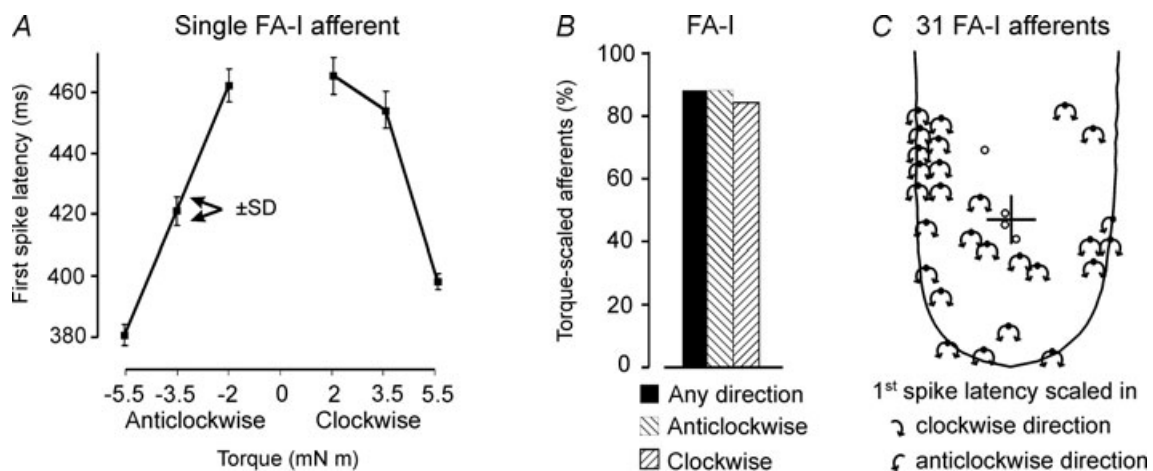 A Single FA-I afferent
First spike latency (ms)
460
440
420
400
380
±SD
-5.5 -3.5 -2 0 2 3.5 5.5
Anticlockwise Clockwise
Torque (mN m)
B FA-I
Torque-scaled afferents (%)
100
80
60
40
20
0
Any direction
Anticlockwise
Clockwise
C 31 FA-I afferents
1st spike latency scaled in
clockwise direction
anticlockwise direction